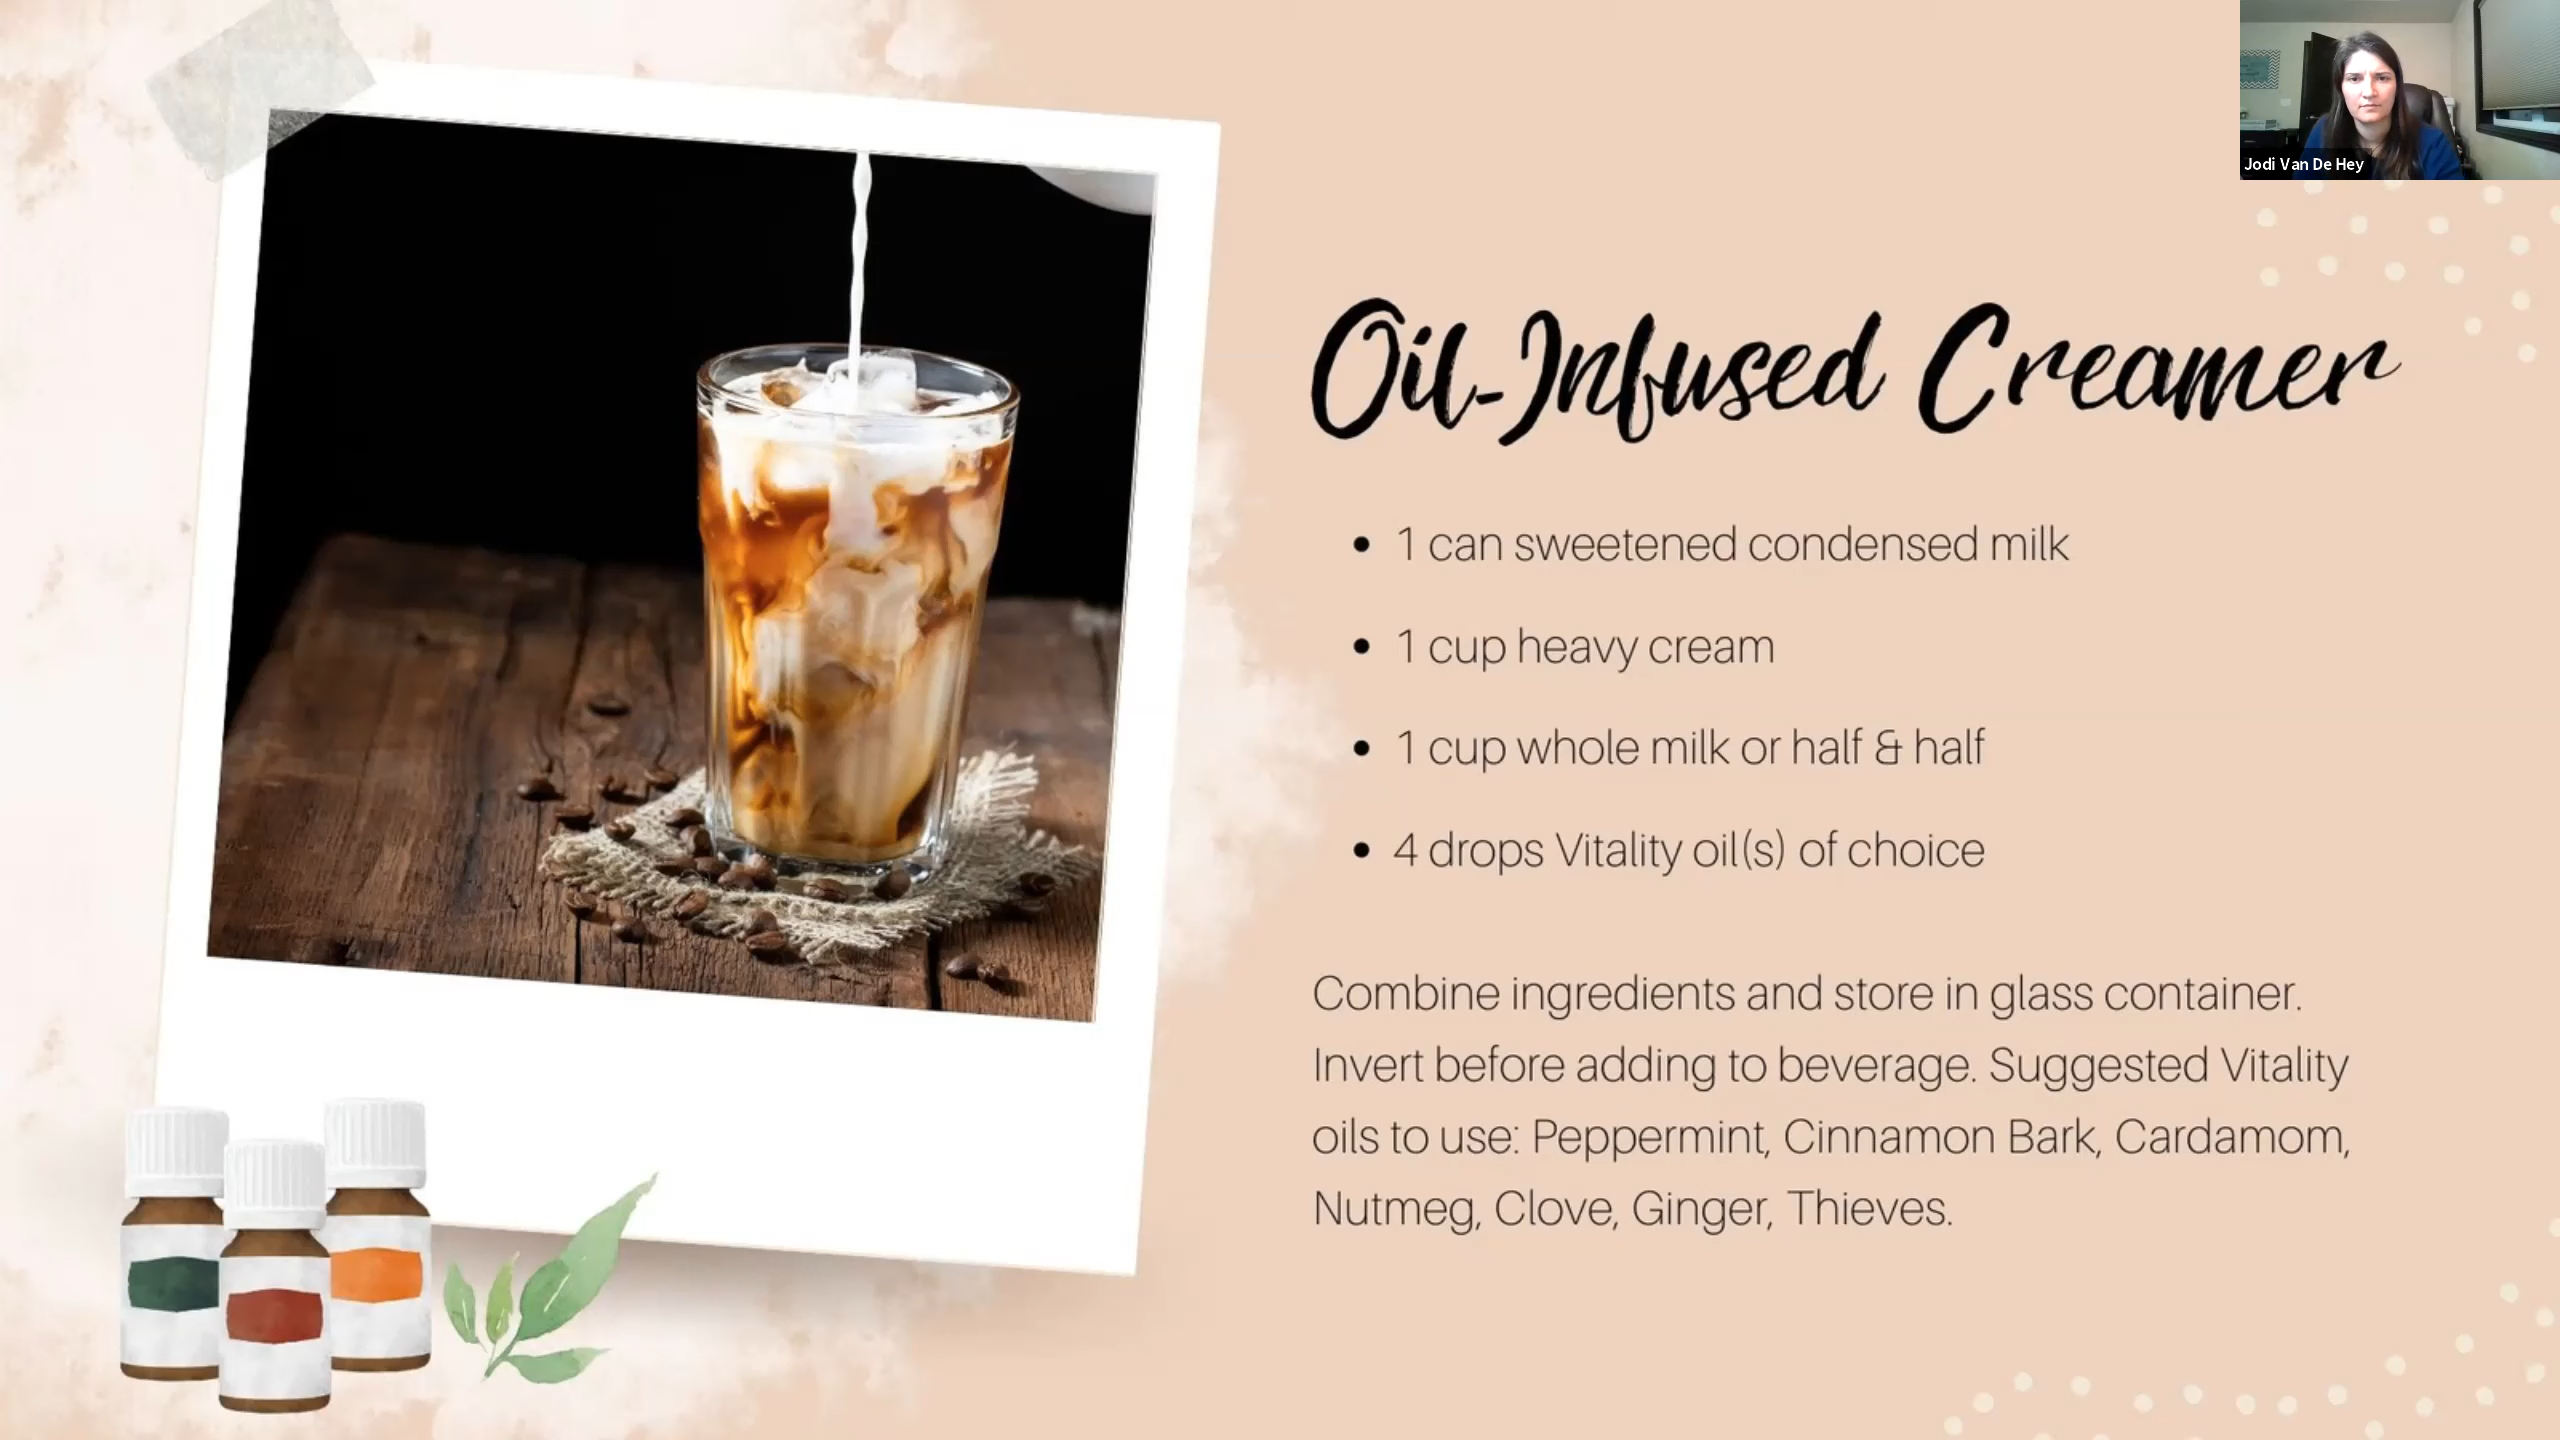 Jodi Van De Hey
Oil-Infused Creamer
• 1 can sweetened condensed milk
• 1 cup heavy cream
• 1 cup whole milk or half & half
• 4 drops Vitality oil(s) of choice
Combine ingredients and store in glass container.
Invert before adding to beverage. Suggested Vitality
oils to use: Peppermint, Cinnamon Bark, Cardamom,
Nutmeg, Clove, Ginger, Thieves.